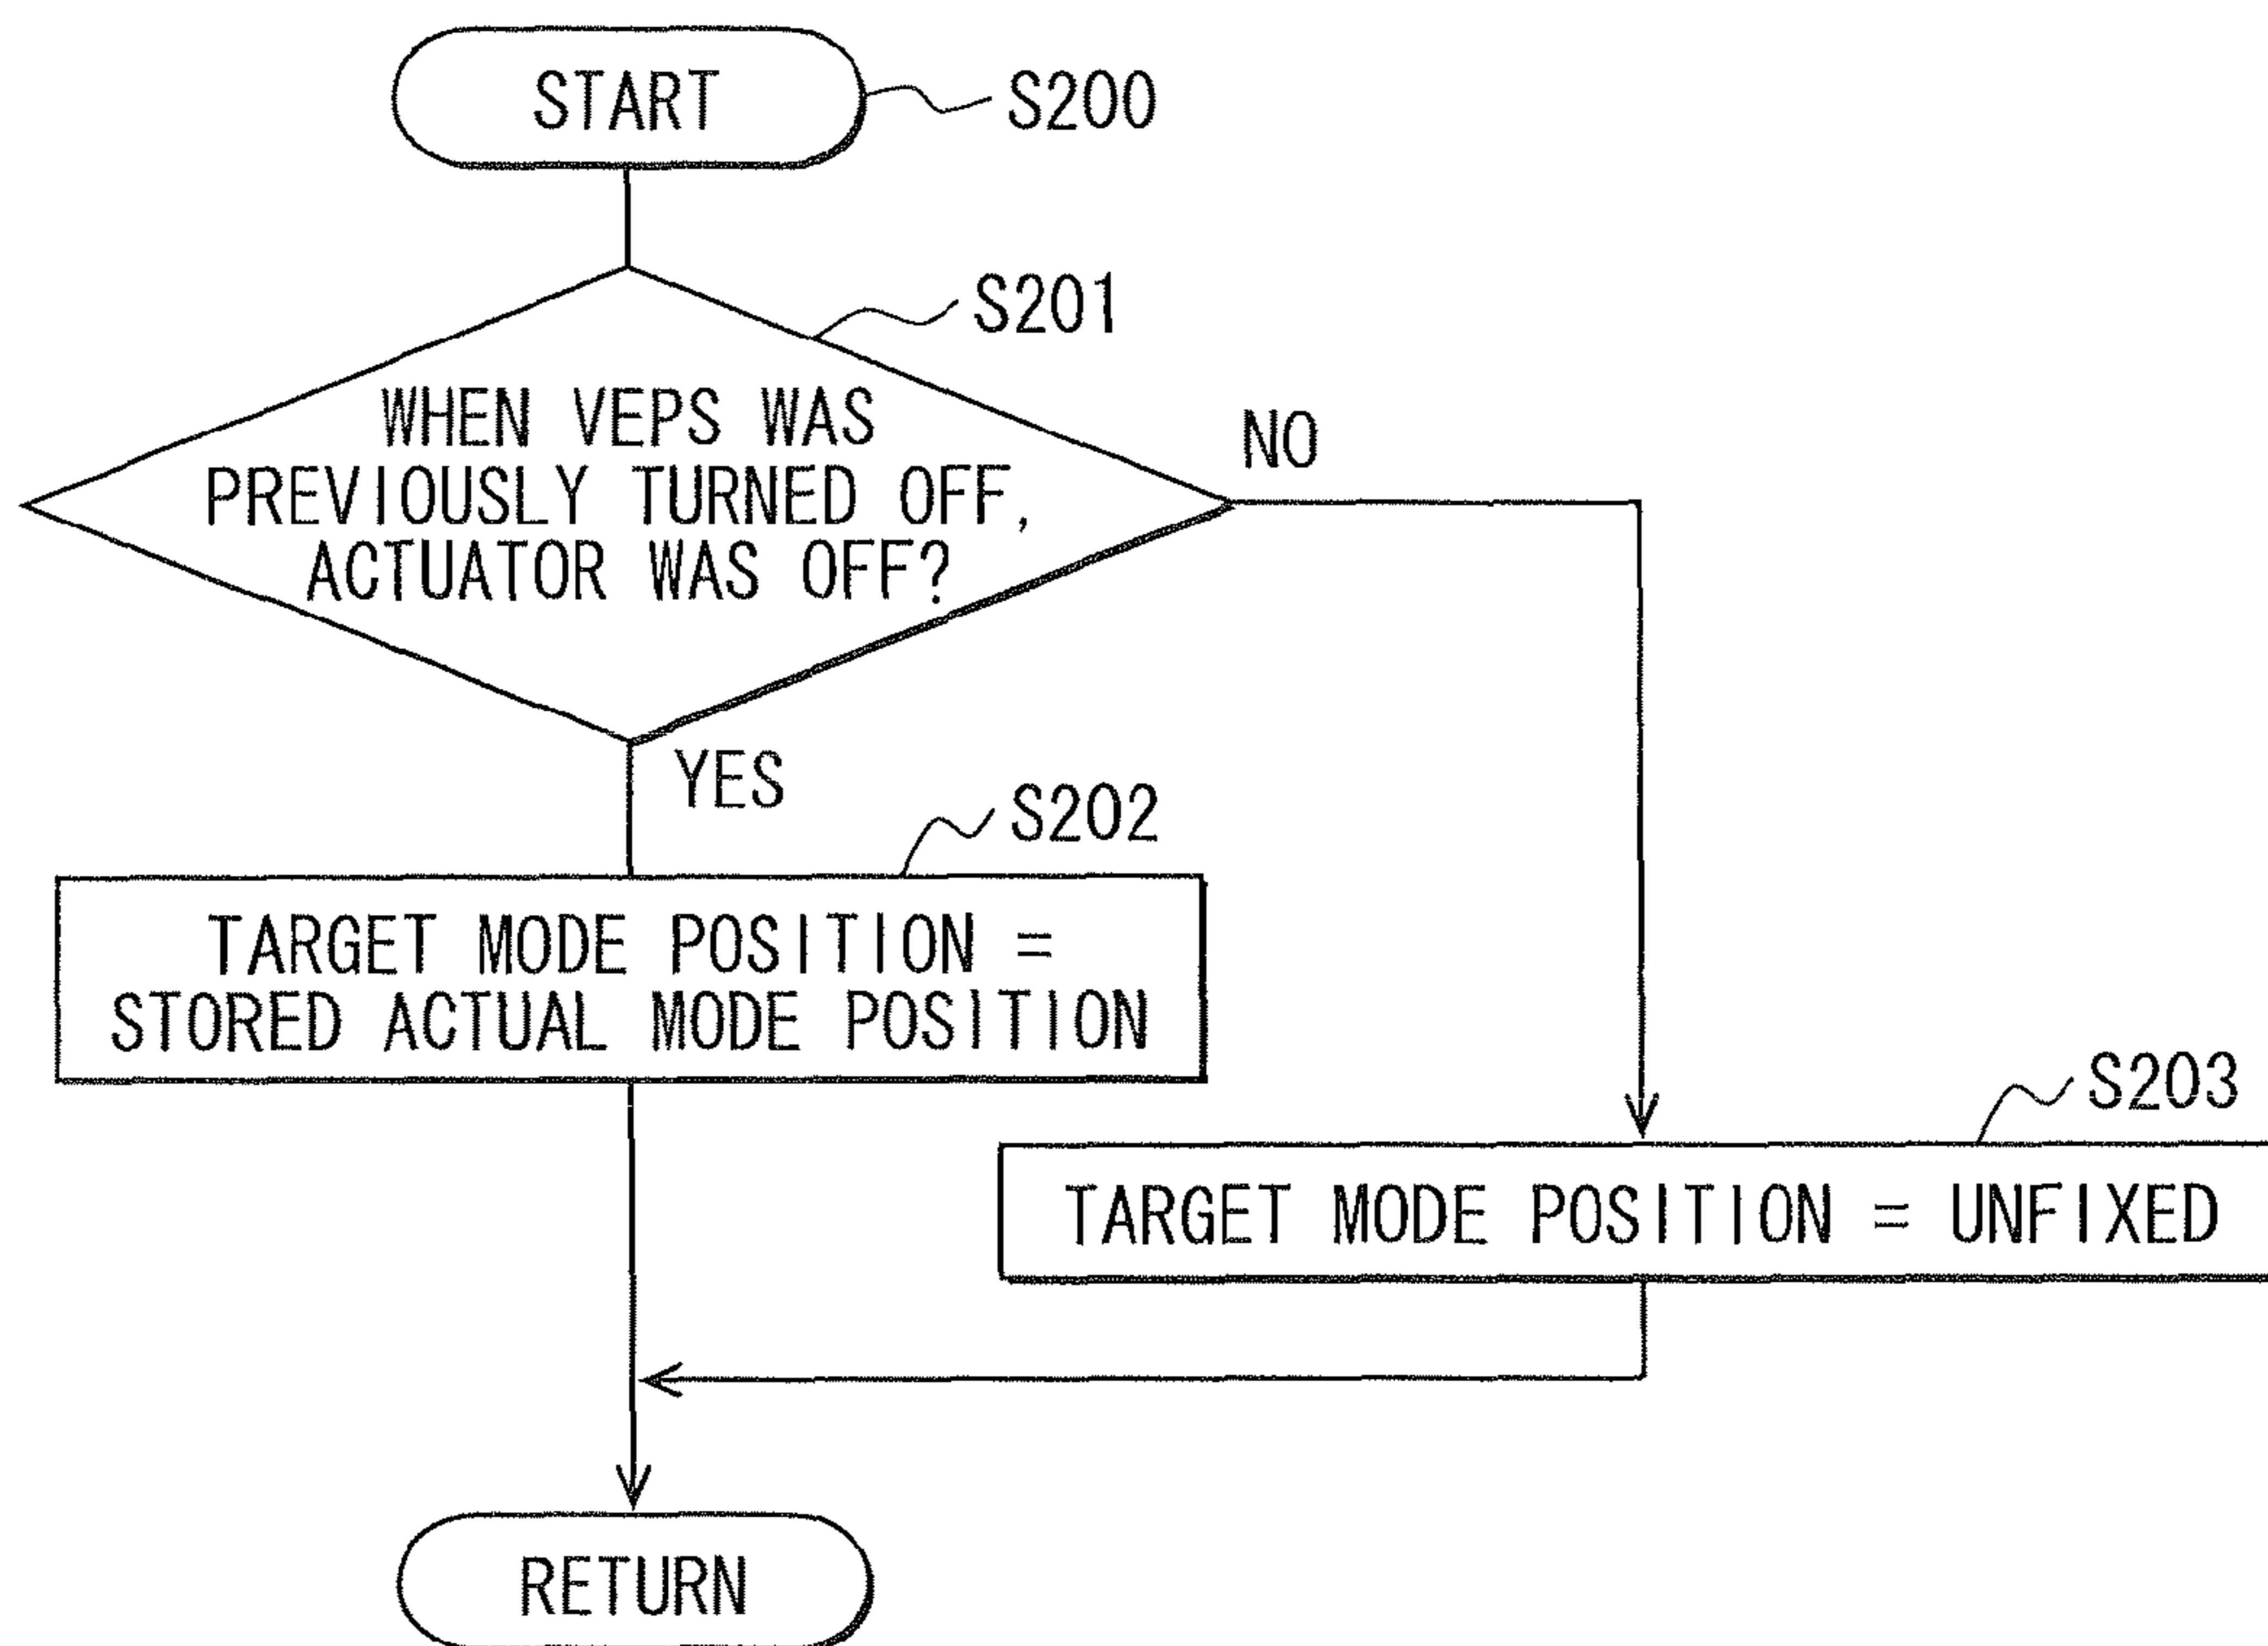 START
S200
S201
WHEN VEPS WAS
PREVIOUSLY TURNED OFF,
ACTUATOR WAS OFF?
NO
YES
S202
TARGET MODE POSITION =
STORED ACTUAL MODE POSITION
S203
TARGET MODE POSITION = UNFIXED
RETURN